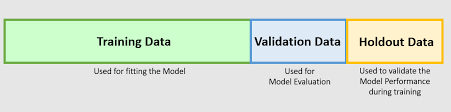 Training Data
Validation Data
Holdout Data
Used for fitting the Model
Used for
Model Evaluation
Used to validate the
Model Performance
during training